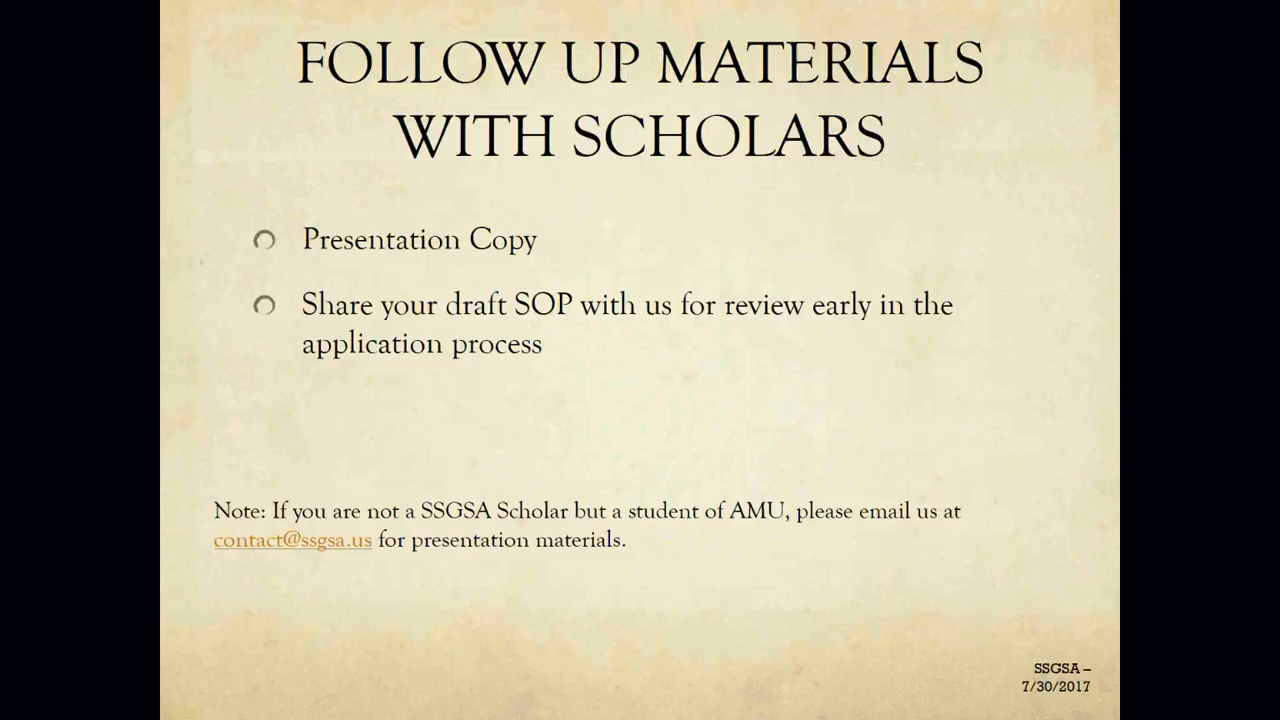 FOLLOW UP MATERIALS
WITH SCHOLARS
Presentation Copy
Share your draft SOP with us for review early in the
application process
Note: If you are not a SSGSA Scholar but a student of AMU, please email us at
contact@ssgsa.us for presentation materials.
SSGSA –
7/30/2017